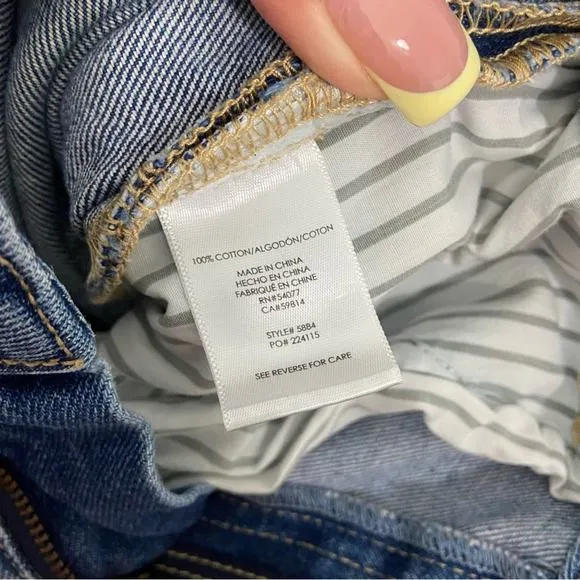 100% COTTON/ALGODÓN/COTON
MADE IN CHINA
HECHO EN CHINA
FABRIQUÉ EN CHINE
RN#54077
CA#59814
STYLE# 5884
PO# 224115
SEE REVERSE FOR CARE